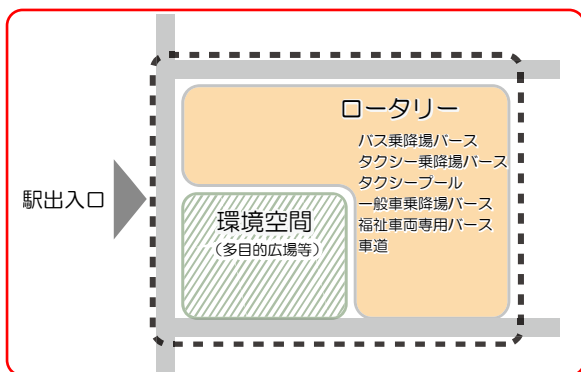 ロータリー
バス乗降場バース
タクシー乗降場バース
タクシープール
一般車乗降場バース
福祉車両専用バース
車道
駅出入口
環境空間
（多目的広場等）